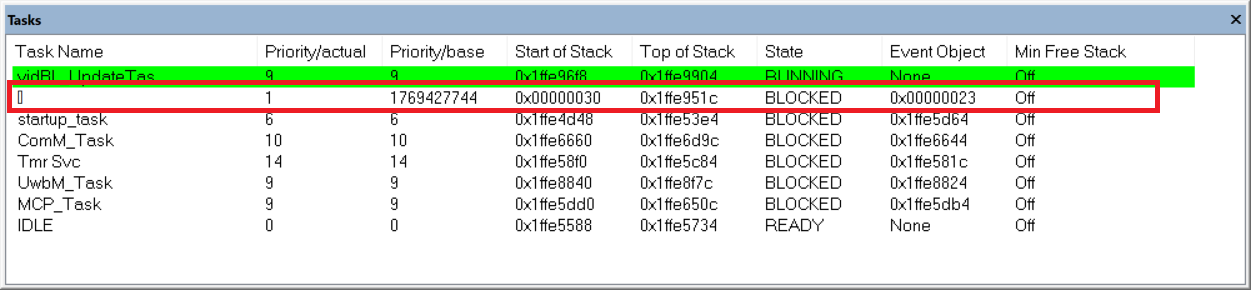 Tasks
Task Name Priority/actual Priority/base Start of Stack Top of Stack State Event Object Min Free Stack
vidBL_UpdateTas 9 9 0x1ffe96f8 0x1ffe9904 RUNNING None Off
▯ 1 1769427744 0x00000030 0x1ffe951c BLOCKED 0x00000023 Off
startup_task 6 6 0x1ffe4d48 0x1ffe53e4 BLOCKED 0x1ffe5d64 Off
ComM_Task 10 10 0x1ffe6660 0x1ffe6d9c BLOCKED 0x1ffe6644 Off
Tmr Svc 14 14 0x1ffe58f0 0x1ffe5c84 BLOCKED 0x1ffe581c Off
UwbM_Task 9 9 0x1ffe8840 0x1ffe8f7c BLOCKED 0x1ffe8824 Off
MCP_Task 9 9 0x1ffe5dd0 0x1ffe650c BLOCKED 0x1ffe5db4 Off
IDLE 0 0 0x1ffe5588 0x1ffe5734 READY None Off